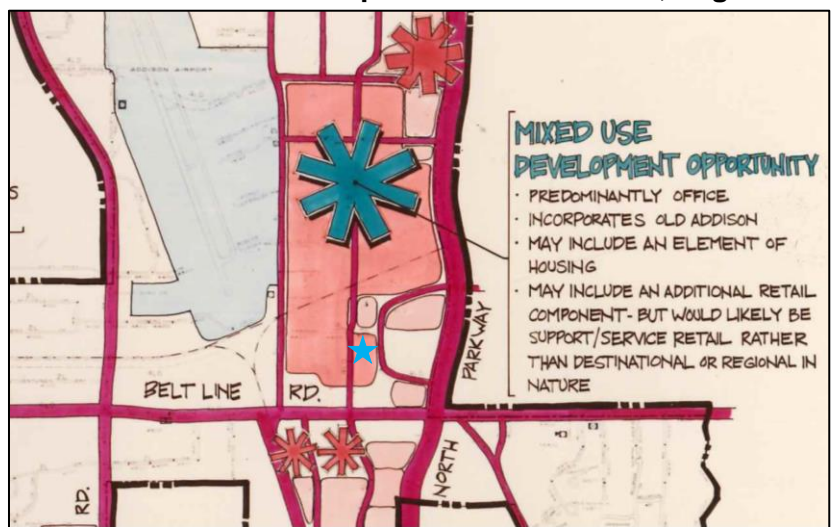 ADDISON AIRPORT
MIXED USE
DEVELOPMENT OPPORTUNITY
· PREDOMINANTLY OFFICE
· INCORPORATES OLD ADDISON
· MAY INCLUDE AN ELEMENT OF
HOUSING
· MAY INCLUDE AN ADDITIONAL RETAIL
COMPONENT- BUT WOULD LIKELY BE
SUPPORT/SERVICE RETAIL RATHER
THAN DESTINATIONAL OR REGIONAL IN
NATURE
PARKWAY
BELT LINE RD.
NORTH
RD.